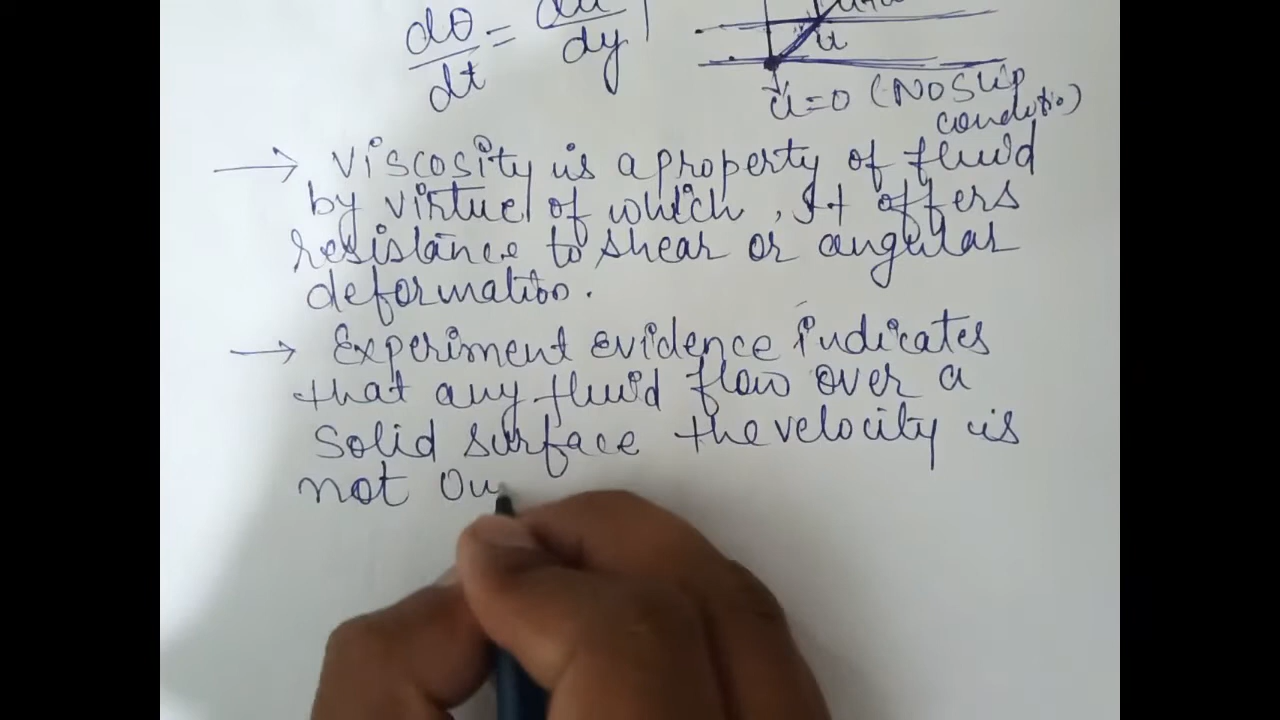 dθ/dt = du/dy
u
u=0 (No Slip
condition)
→ Viscosity is a property of fluid
by virtue of which, It offers
resistance to shear or angular
deformation.
→ Experiment evidence indicates
that any fluid flow over a
solid surface the velocity is
not